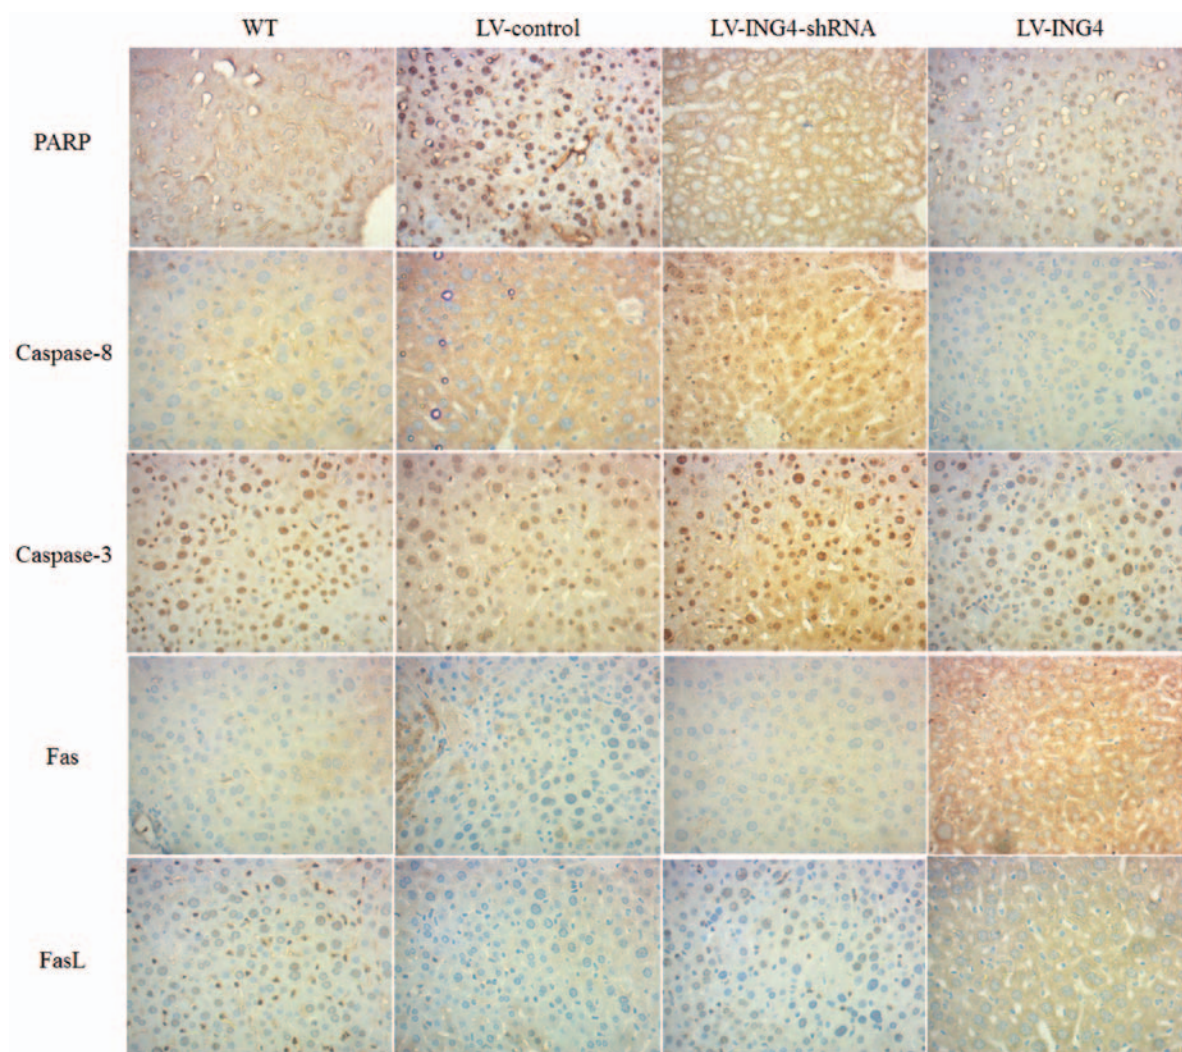 WT LV-control LV-ING4-shRNA LV-ING4
PARP
Caspase-8
Caspase-3
Fas
FasL